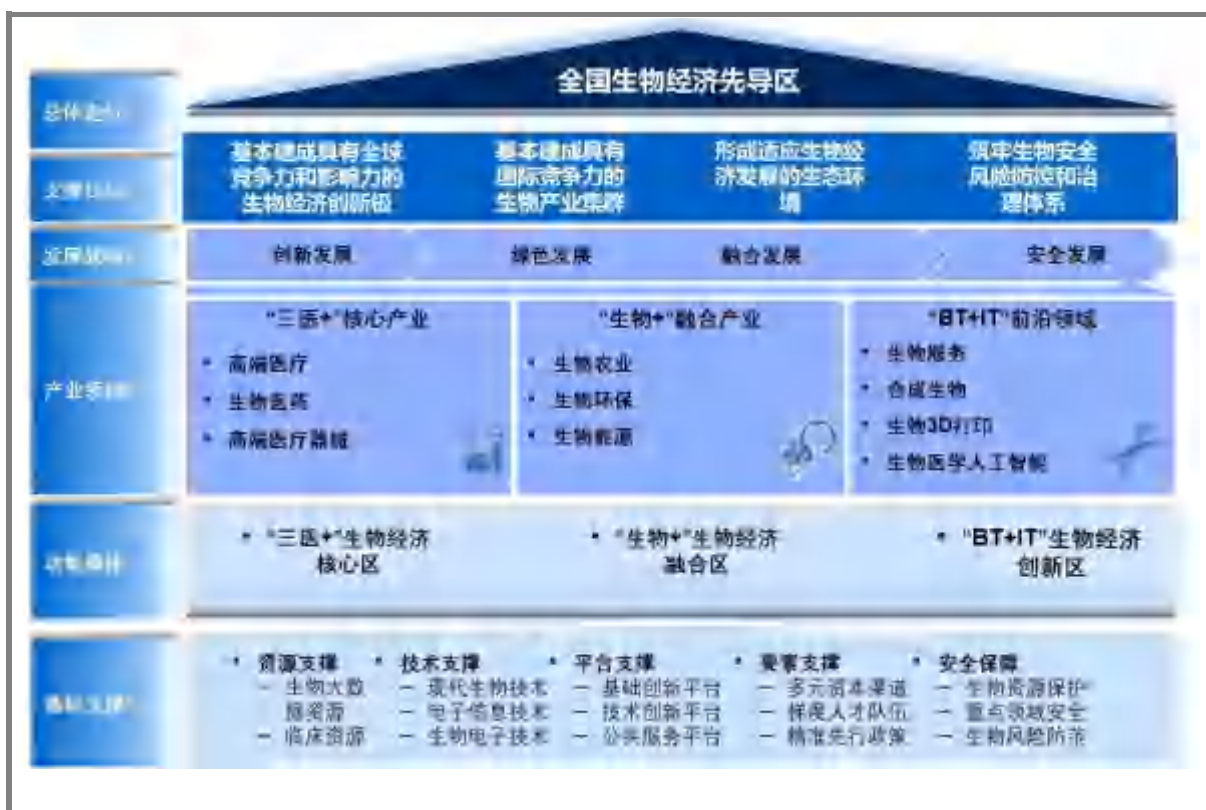 全国生物经济先导区
基本建成具有全球
竞争力和影响力的
生物经济创新极
基本建成具有
国际竞争力的
生物产业集群
形成适应生物经
济发展的生态环
境
筑牢生物安全
风险防控和治
理体系
创新发展
绿色发展
融合发展
安全发展
产业
"三医+"核心产业
• 高端医疗
• 生物医药
• 高端医疗器械
"生物+"融合产业
• 生物农业
• 生物环保
• 生物能源
"BT+IT"前沿领域
• 生物服务
• 合成生物
• 生物3D打印
• 生物医学人工智能
• "三医+"生物经济
核心区
• "生物+"生物经济
融合区
• "BT+IT"生物经济
创新区
• 资源支撑
– 生物大数
据资源
– 临床资源
• 技术支撑
– 现代生物技术
– 电子信息技术
– 生物电子技术
• 平台支撑
– 基础创新平台
– 技术创新平台
– 公共服务平台
• 要素支撑
– 多元资本渠道
– 梯度人才队伍
– 精准先行政策
• 安全保障
– 生物资源保护
– 重点领域安全
– 生物风险防范